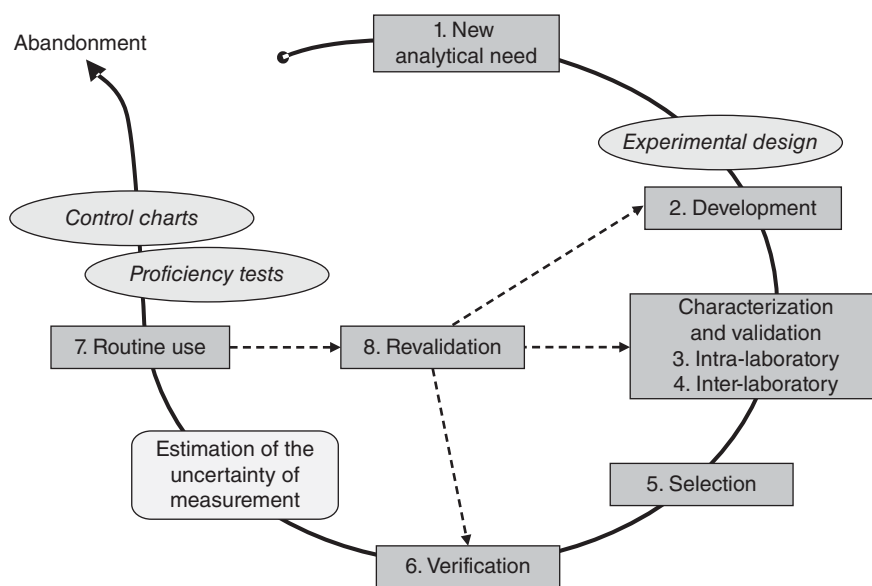 Abandonment
1. New
analytical need
Experimental design
2. Development
Control charts
Proficiency tests
Characterization
and validation
3. Intra-laboratory
4. Inter-laboratory
7. Routine use
8. Revalidation
Estimation of the
uncertainty of
measurement
5. Selection
6. Verification